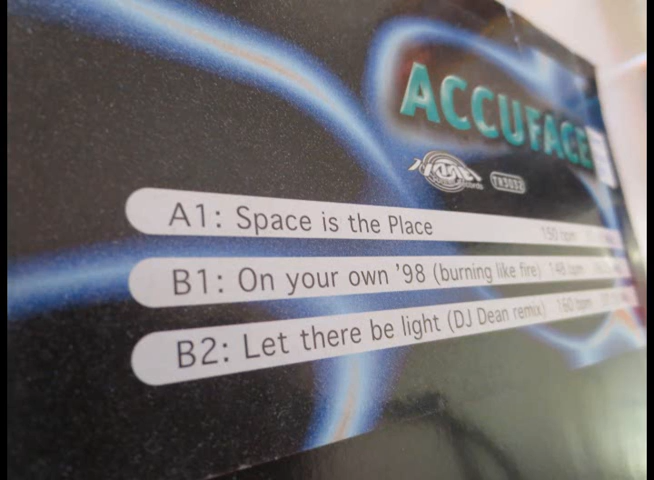 ACCUFACE
TR3032
A1: Space is the Place 150 bpm
B1: On your own '98 (burning like fire) 148 bpm
B2: Let there be light (DJ Dean remix) 160 bpm